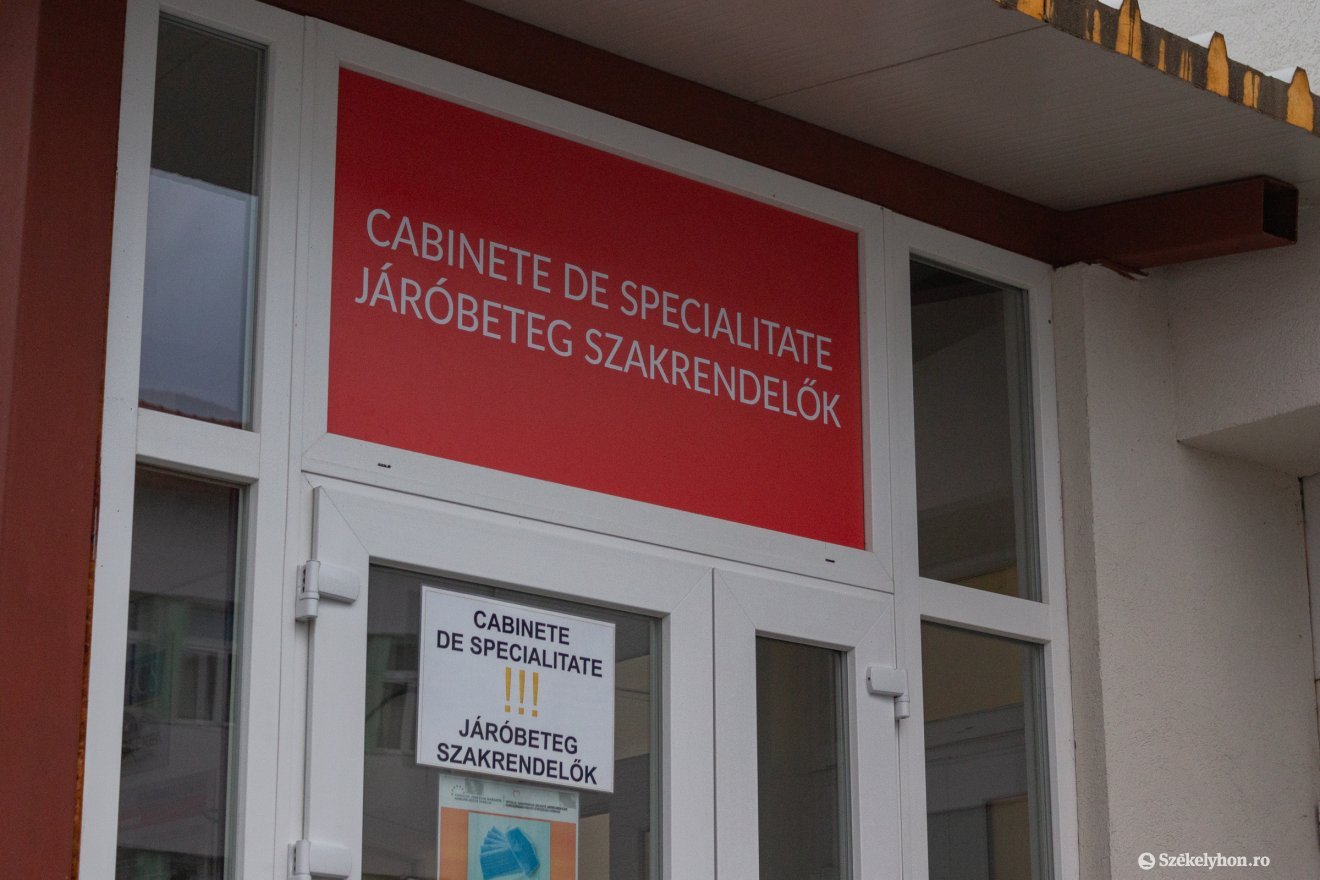 CABINETE DE SPECIALITATE
JÁRÓBETEG SZAKRENDELŐK
CABINETE
DE SPECIALITATE
!!!
JÁRÓBETEG
SZAKRENDELŐK
Székelyhon.ro